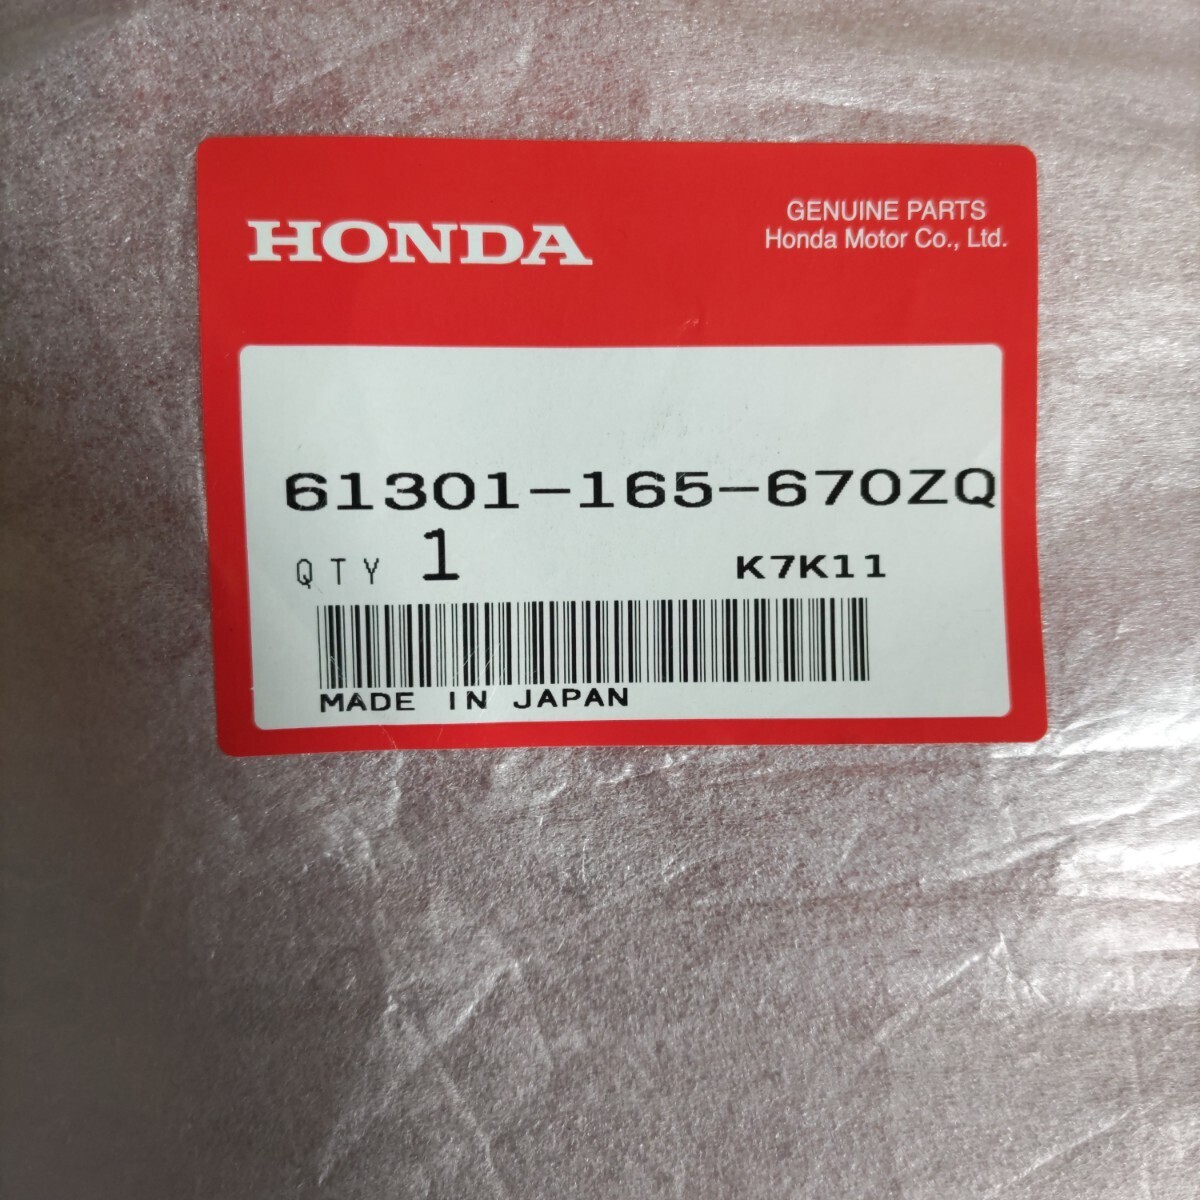 HONDA
GENUINE PARTS
Honda Motor Co., Ltd.
61301-165-670ZQ
QTY 1 K7K11
MADE IN JAPAN